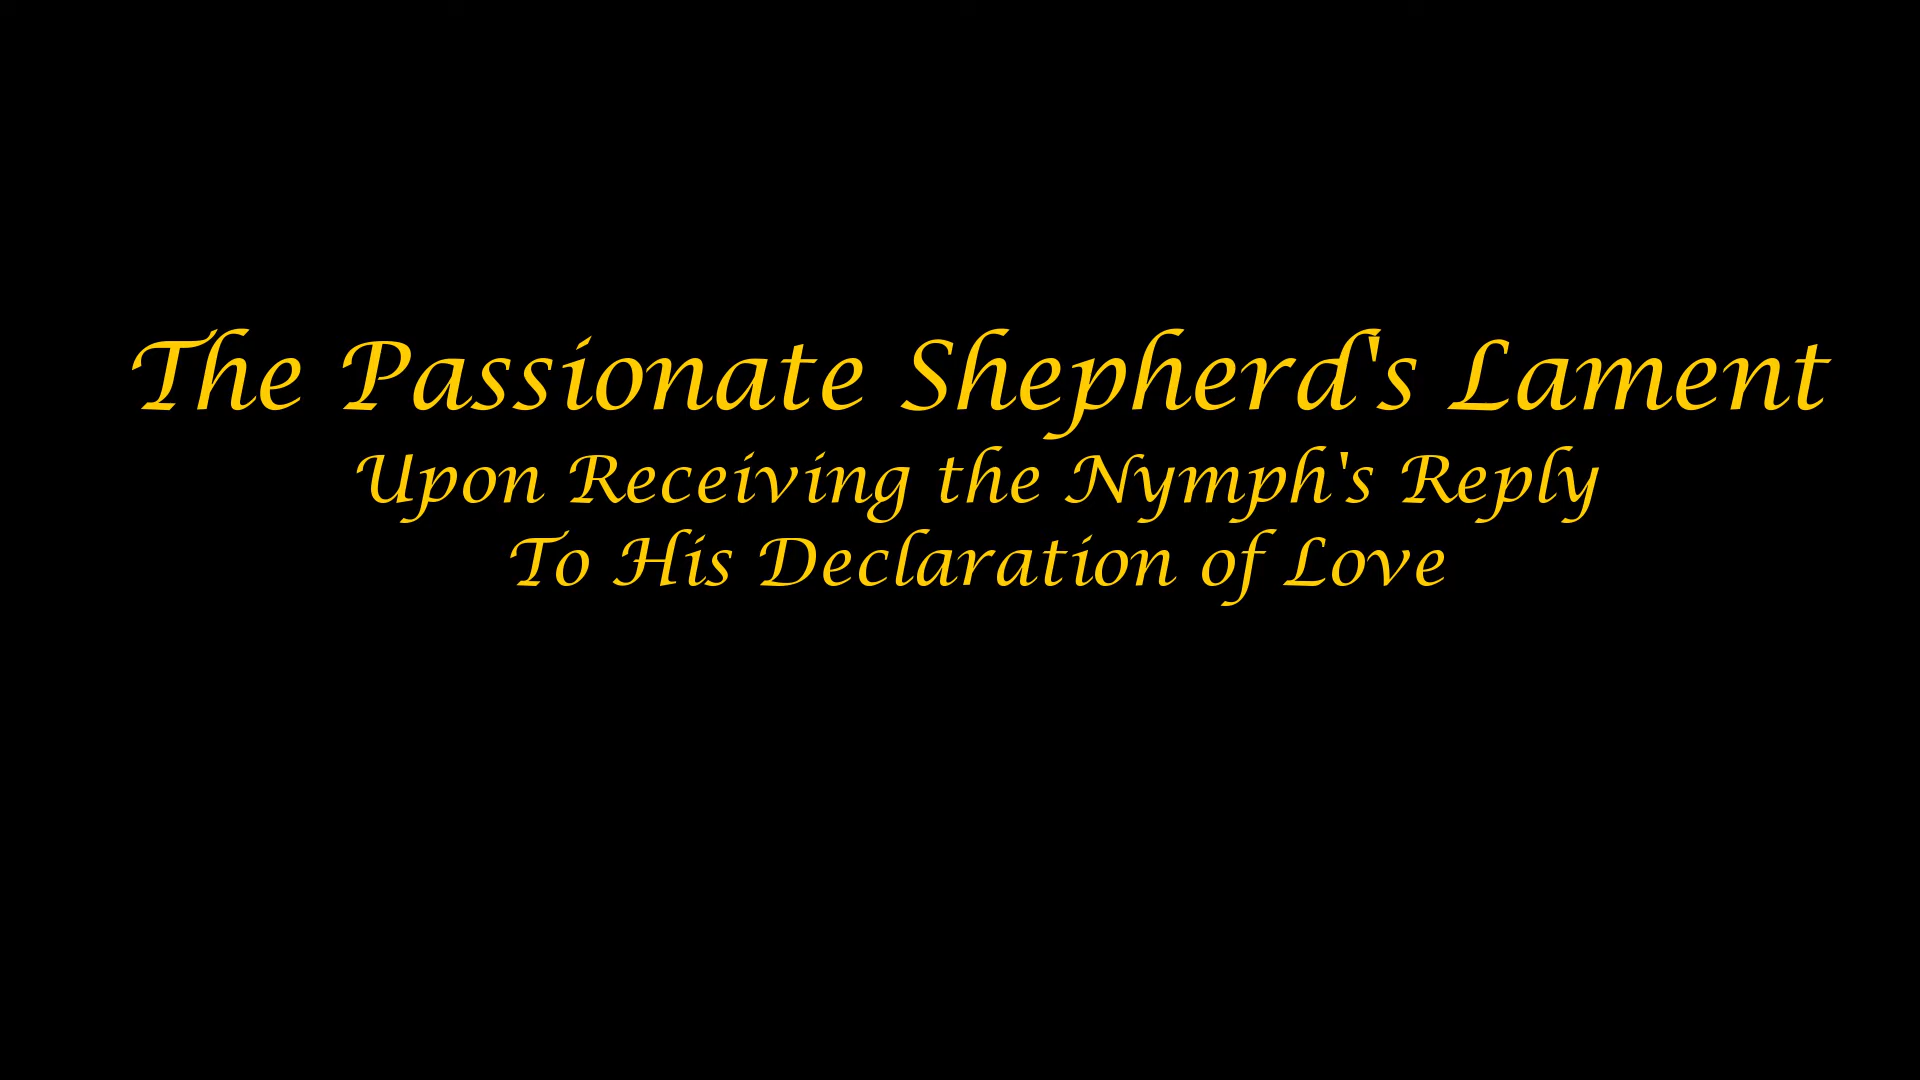 The Passionate Shepherd's Lament
Upon Receiving the Nymph's Reply
To His Declaration of Love